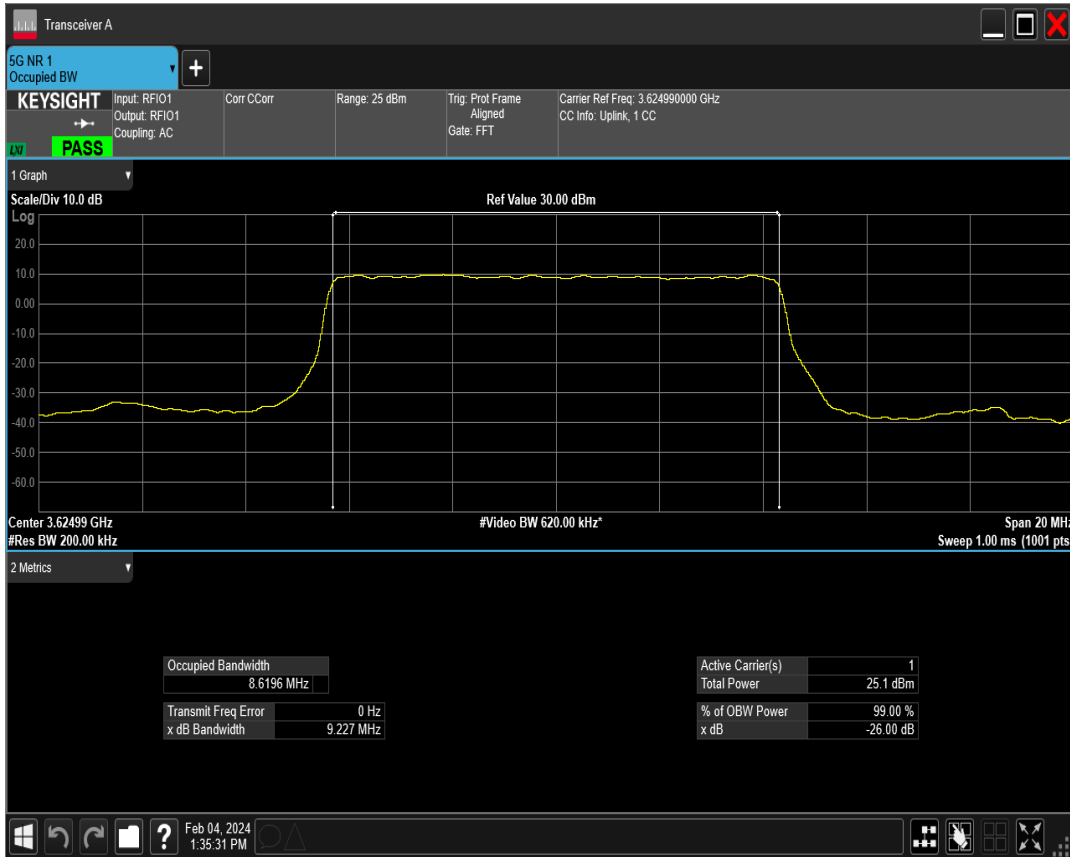 Transceiver A
5G NR 1
Occupied BW
+
KEYSIGHT
LXI
PASS
Input: RFIO1
Output: RFIO1
Coupling: AC
Corr CCorr
Range: 25 dBm
Trig: Prot Frame
Aligned
Gate: FFT
Carrier Ref Freq: 3.624990000 GHz
CC Info: Uplink, 1 CC
1 Graph
Scale/Div 10.0 dB
Ref Value 30.00 dBm
Log
20.0
10.0
0.00
-10.0
-20.0
-30.0
-40.0
-50.0
-60.0
Center 3.62499 GHz
#Video BW 620.00 kHz*
Span 20 MHz
#Res BW 200.00 kHz
Sweep 1.00 ms (1001 pts
2 Metrics
Occupied Bandwidth
8.6196 MHz
Transmit Freq Error 0 Hz
x dB Bandwidth 9.227 MHz
Active Carrier(s) 1
Total Power 25.1 dBm
% of OBW Power 99.00 %
x dB -26.00 dB
?
Feb 04, 2024
1:35:31 PM